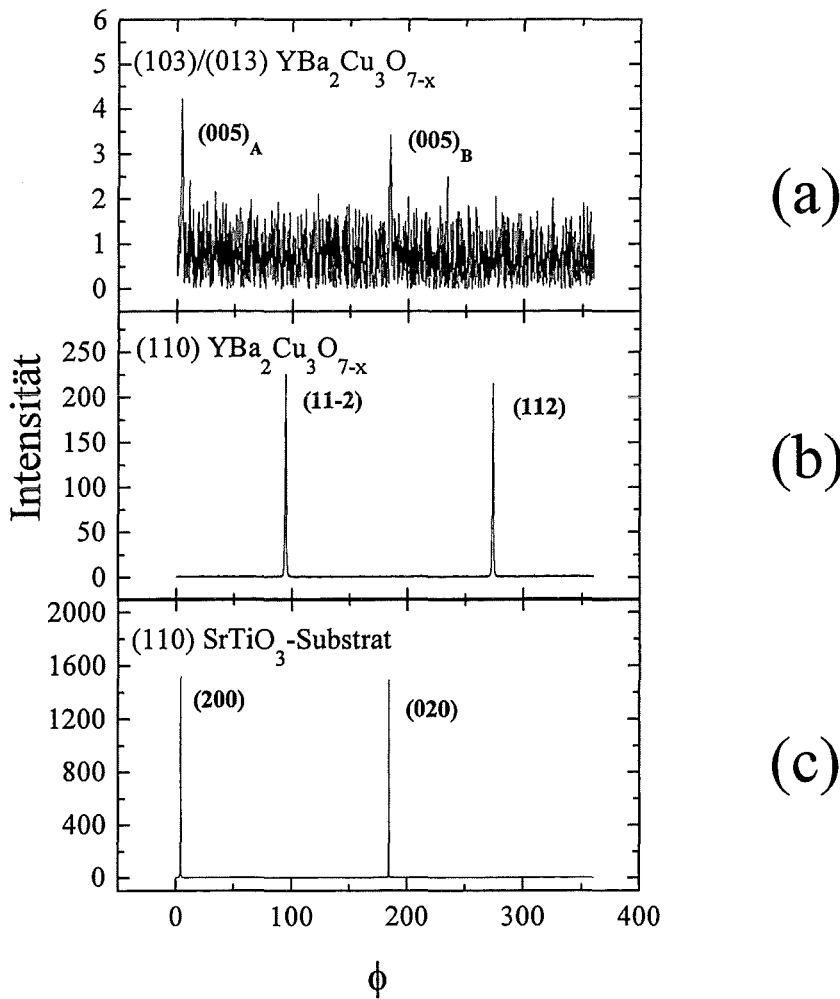 6
5
4
3
2
1
0
(103)/(013) YBa2Cu3O7-x
(005)A
(005)B
(a)
Intensität
250
200
150
100
50
0
(110) YBa2Cu3O7-x
(11-2)
(112)
(b)
2000
1600
1200
800
400
0
(110) SrTiO3-Substrat
(200)
(020)
(c)
0
100
200
300
400
ϕ